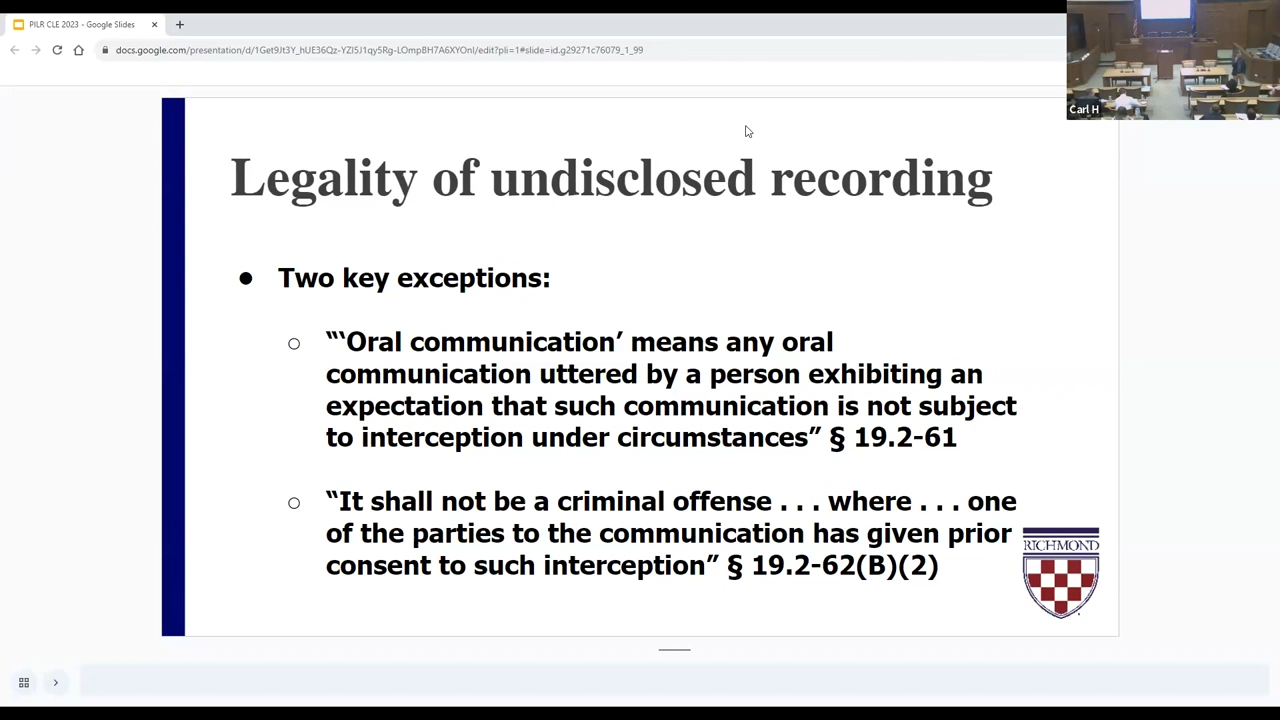 PILR CLE 2023 - Google Slides
docs.google.com/presentation/d/1Get9Jt3Y_hUE36Qz-YZl5J1qy5Rg-LOmpBH7A6XYOnI/edit?pli=1#slide=id.g29271c76079_1_99
Carl H
Legality of undisclosed recording
● Two key exceptions:
○ “‘Oral communication’ means any oral
communication uttered by a person exhibiting an
expectation that such communication is not subject
to interception under circumstances” § 19.2-61
○ “It shall not be a criminal offense . . . where . . . one
of the parties to the communication has given prior
consent to such interception” § 19.2-62(B)(2)
RICHMOND